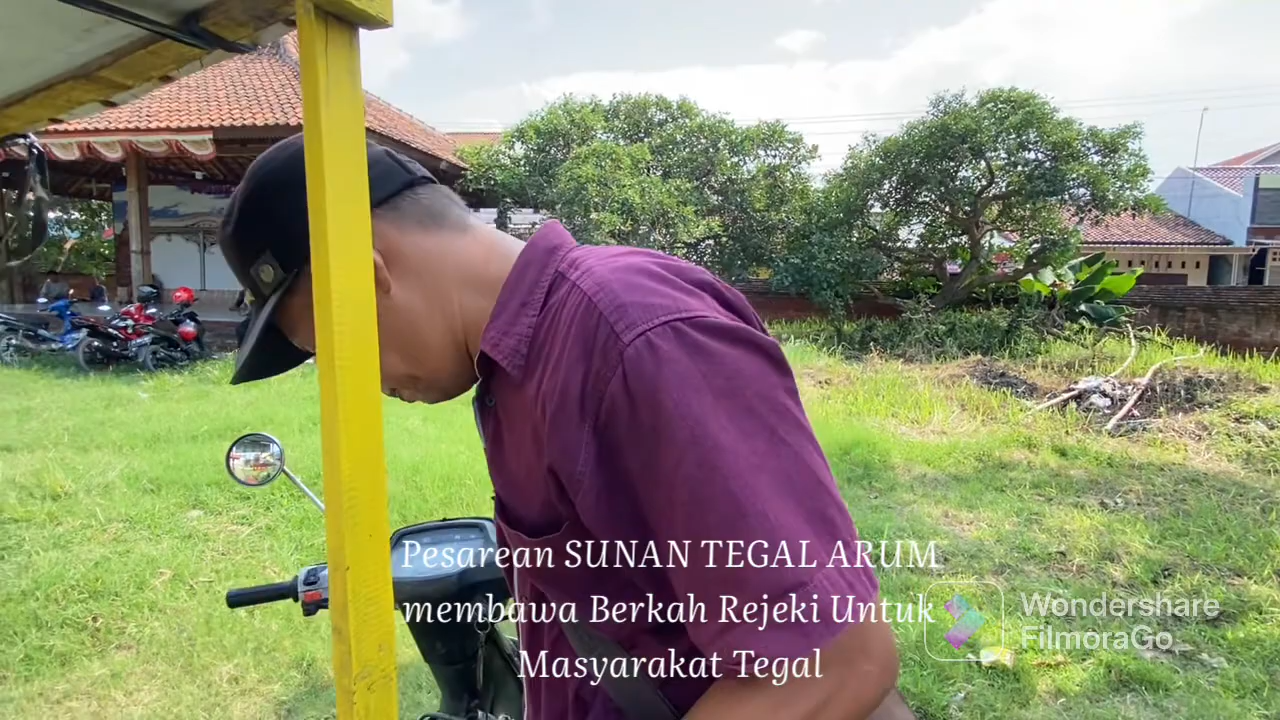 Pesarean SUNAN TEGAL ARUM
membawa Berkah Rejeki Untuk
Masyarakat Tegal
Wondershare
FilmoraGo